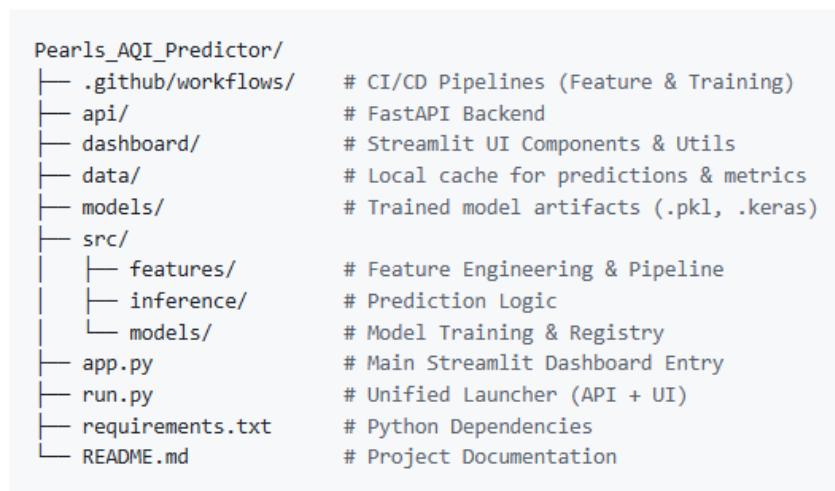 Pearls_AQI_Predictor/
├── .github/workflows/    # CI/CD Pipelines (Feature & Training)
├── api/                  # FastAPI Backend
├── dashboard/            # Streamlit UI Components & Utils
├── data/                 # Local cache for predictions & metrics
├── models/               # Trained model artifacts (.pkl, .keras)
├── src/
│   ├── features/         # Feature Engineering & Pipeline
│   ├── inference/        # Prediction Logic
│   └── models/           # Model Training & Registry
├── app.py                # Main Streamlit Dashboard Entry
├── run.py                # Unified Launcher (API + UI)
├── requirements.txt      # Python Dependencies
└── README.md             # Project Documentation